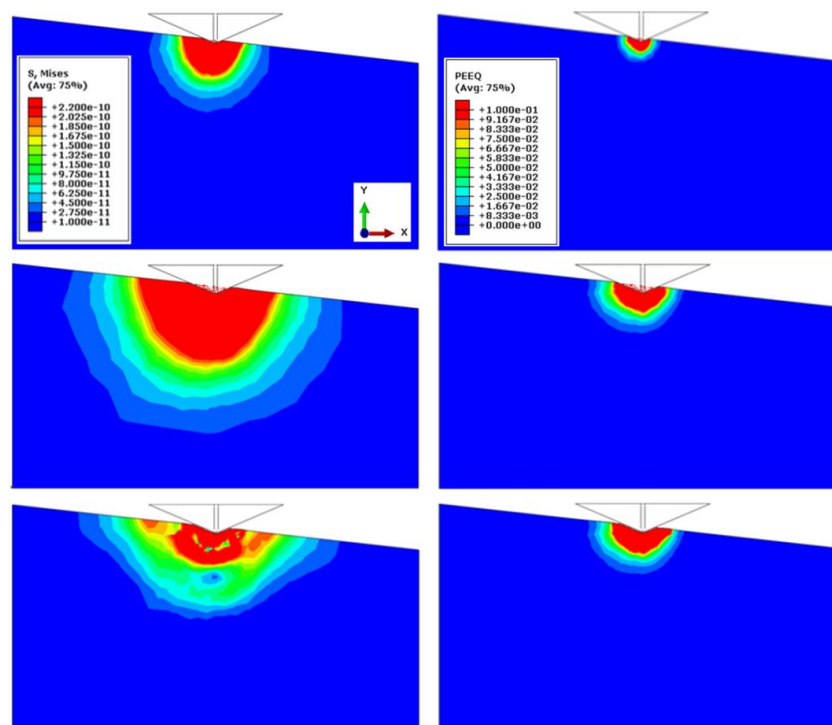 S, Mises
(Avg: 75%)
+2.200e-10
+2.025e-10
+1.850e-10
+1.675e-10
+1.500e-10
+1.325e-10
+1.150e-10
+9.750e-11
+8.000e-11
+6.250e-11
+4.500e-11
+2.750e-11
+1.000e-11
Y
X
PEEQ
(Avg: 75%)
+1.000e-01
+9.167e-02
+8.333e-02
+7.500e-02
+6.667e-02
+5.833e-02
+5.000e-02
+4.167e-02
+3.333e-02
+2.500e-02
+1.667e-02
+8.333e-03
+0.000e+00